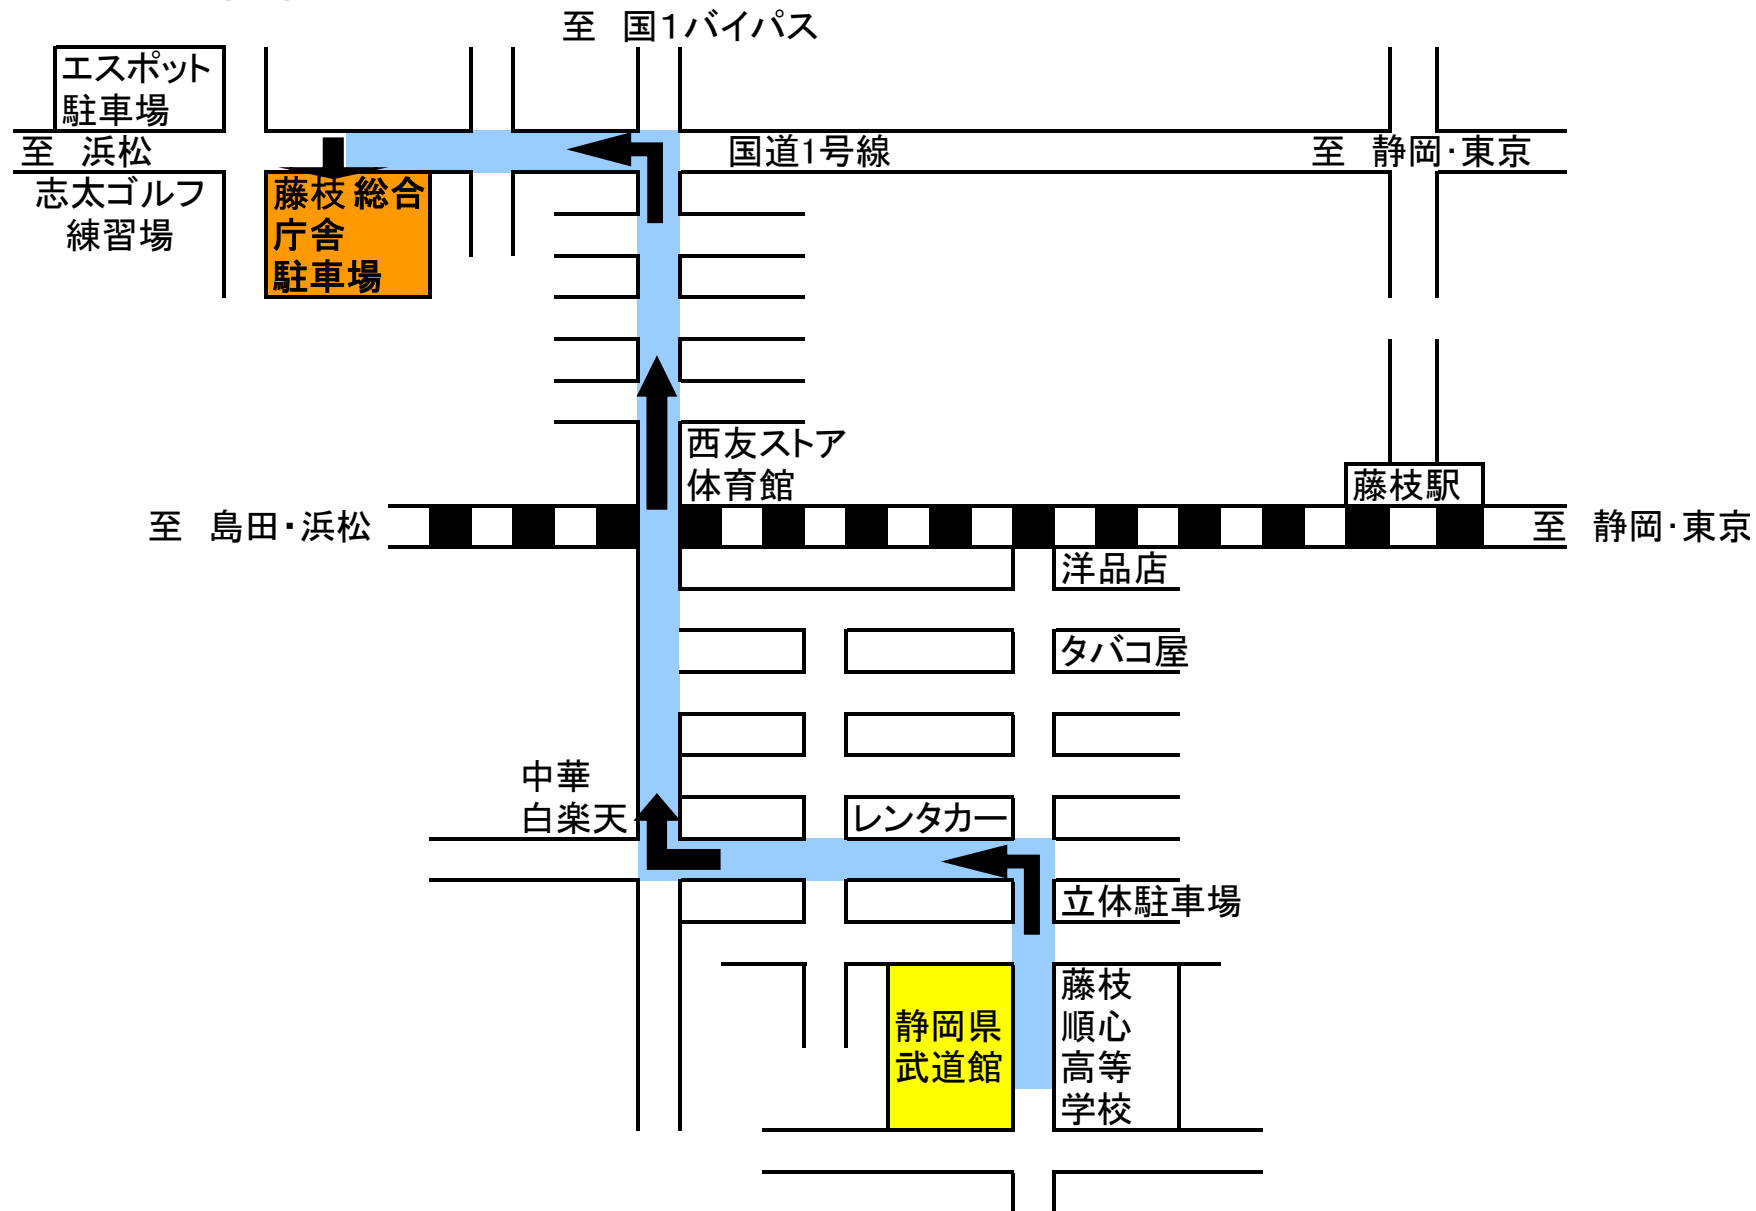 至　国1バイパス
エスポット
駐車場
至　浜松
国道1号線
至　静岡・東京
志太ゴルフ
練習場
藤枝総合
庁舎
駐車場
西友ストア
体育館
藤枝駅
至　島田・浜松
至　静岡・東京
洋品店
タバコ屋
中華
白楽天
レンタカー
立体駐車場
静岡県
武道館
藤枝
順心
高等
学校